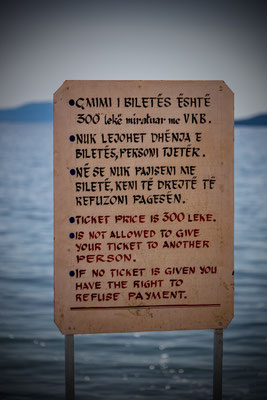 • ÇMIMI I BILETËS ËSHTË
300 lekë miratuar me VKB.
• NUK LEJOHET DHËNJA E
BILETËS, PERSONI TJETËR.
• NË SE NUK PAJISENI ME
BILETË, KENI TË DREJTË TË
REFUZONI PAGESËN.
• TICKET PRICE IS 300 LEKE.
• IS NOT ALLOWED TO GIVE
YOUR TICKET TO ANOTHER
PERSON.
• IF NO TICKET IS GIVEN YOU
HAVE THE RIGHT TO
REFUSE PAYMENT.